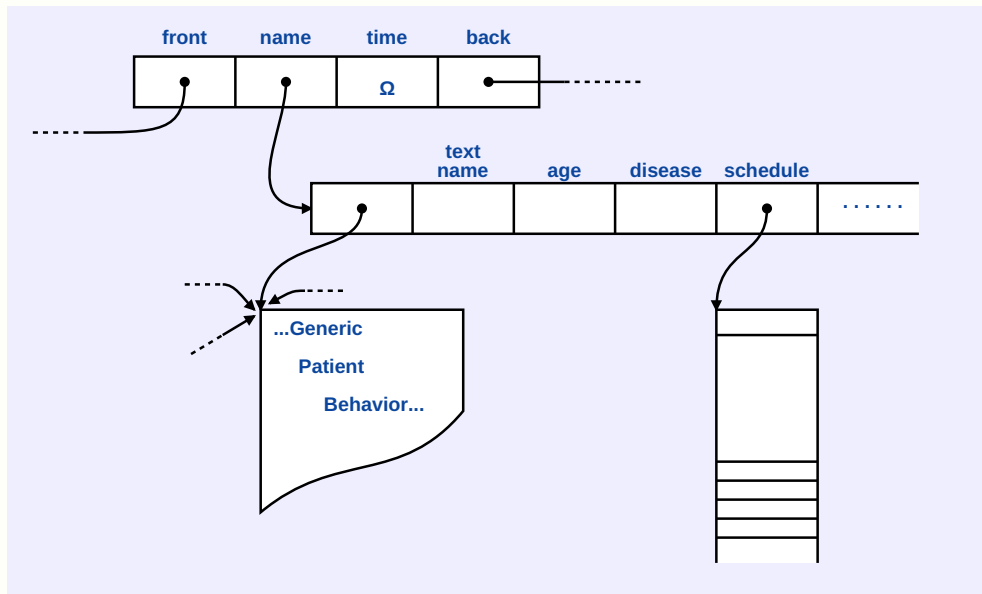 front name time back
Ω
text
name age disease schedule
. . . . . .
...Generic
Patient
Behavior...